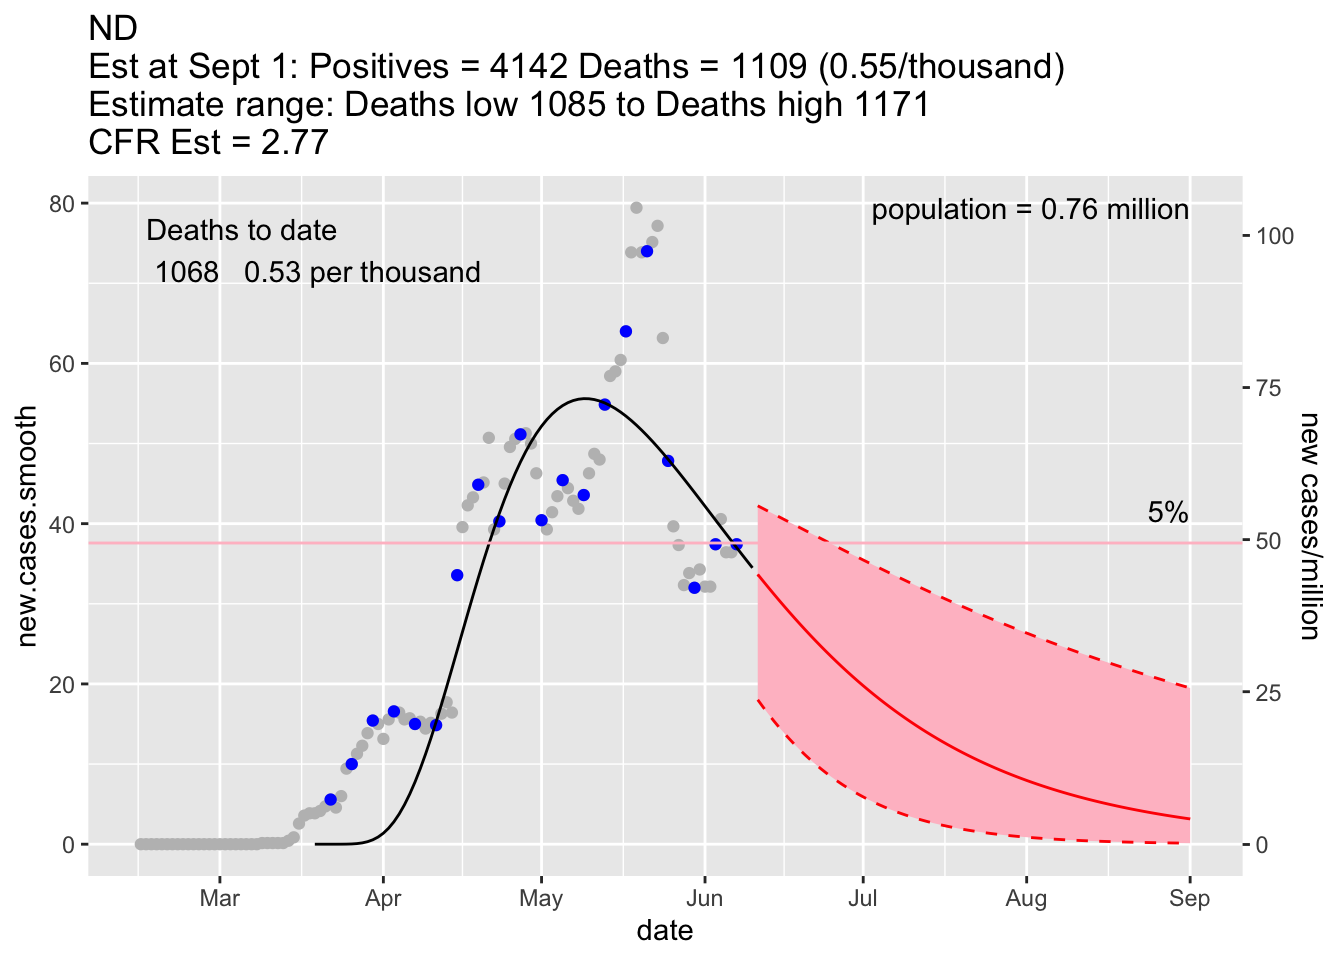 ND
Est at Sept 1: Positives = 4142 Deaths = 1109 (0.55/thousand)
Estimate range: Deaths low 1085 to Deaths high 1171
CFR Est = 2.77
Deaths to date
1068 0.53 per thousand
population = 0.76 million
5%
new.cases.smooth
80
60
40
20
0
new cases/million
100
75
50
25
0
Mar Apr May Jun Jul Aug Sep
date